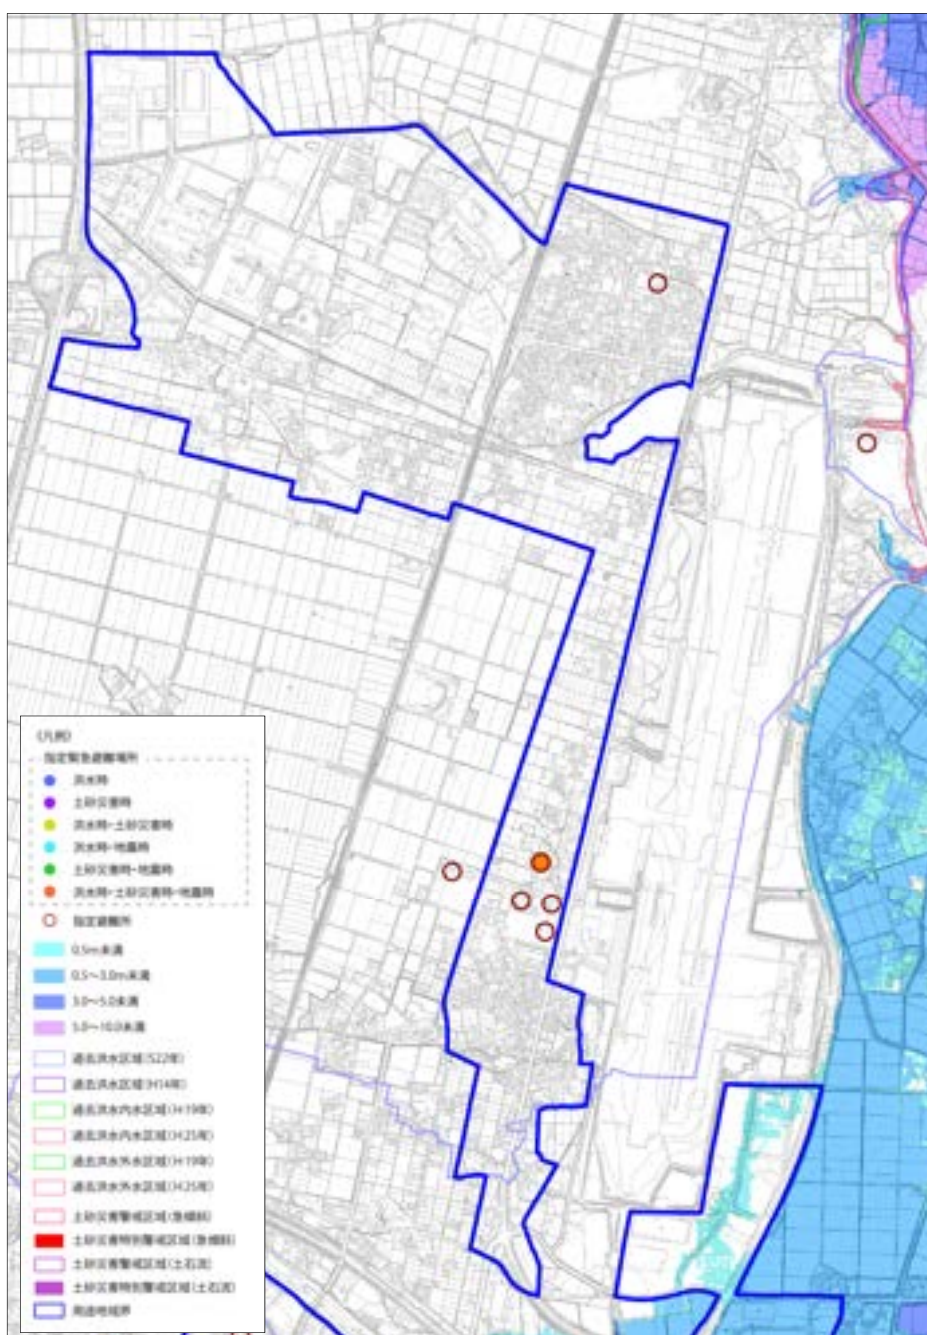 (凡例)
指定緊急避難場所
洪水時
土砂災害時
洪水時・土砂災害時
洪水時・地震時
土砂災害時・地震時
洪水時・土砂災害時・地震時
指定避難所
0.5m未満
0.5～3.0m未満
3.0～5.0未満
5.0～10.0未満
過去洪水区域(S22年)
過去洪水区域(H14年)
過去洪水内水区域(H19年)
過去洪水内水区域(H25年)
過去洪水外水区域(H19年)
過去洪水外水区域(H25年)
土砂災害警戒区域(急傾斜)
土砂災害特別警戒区域(急傾斜)
土砂災害警戒区域(土石流)
土砂災害特別警戒区域(土石流)
用途地域界